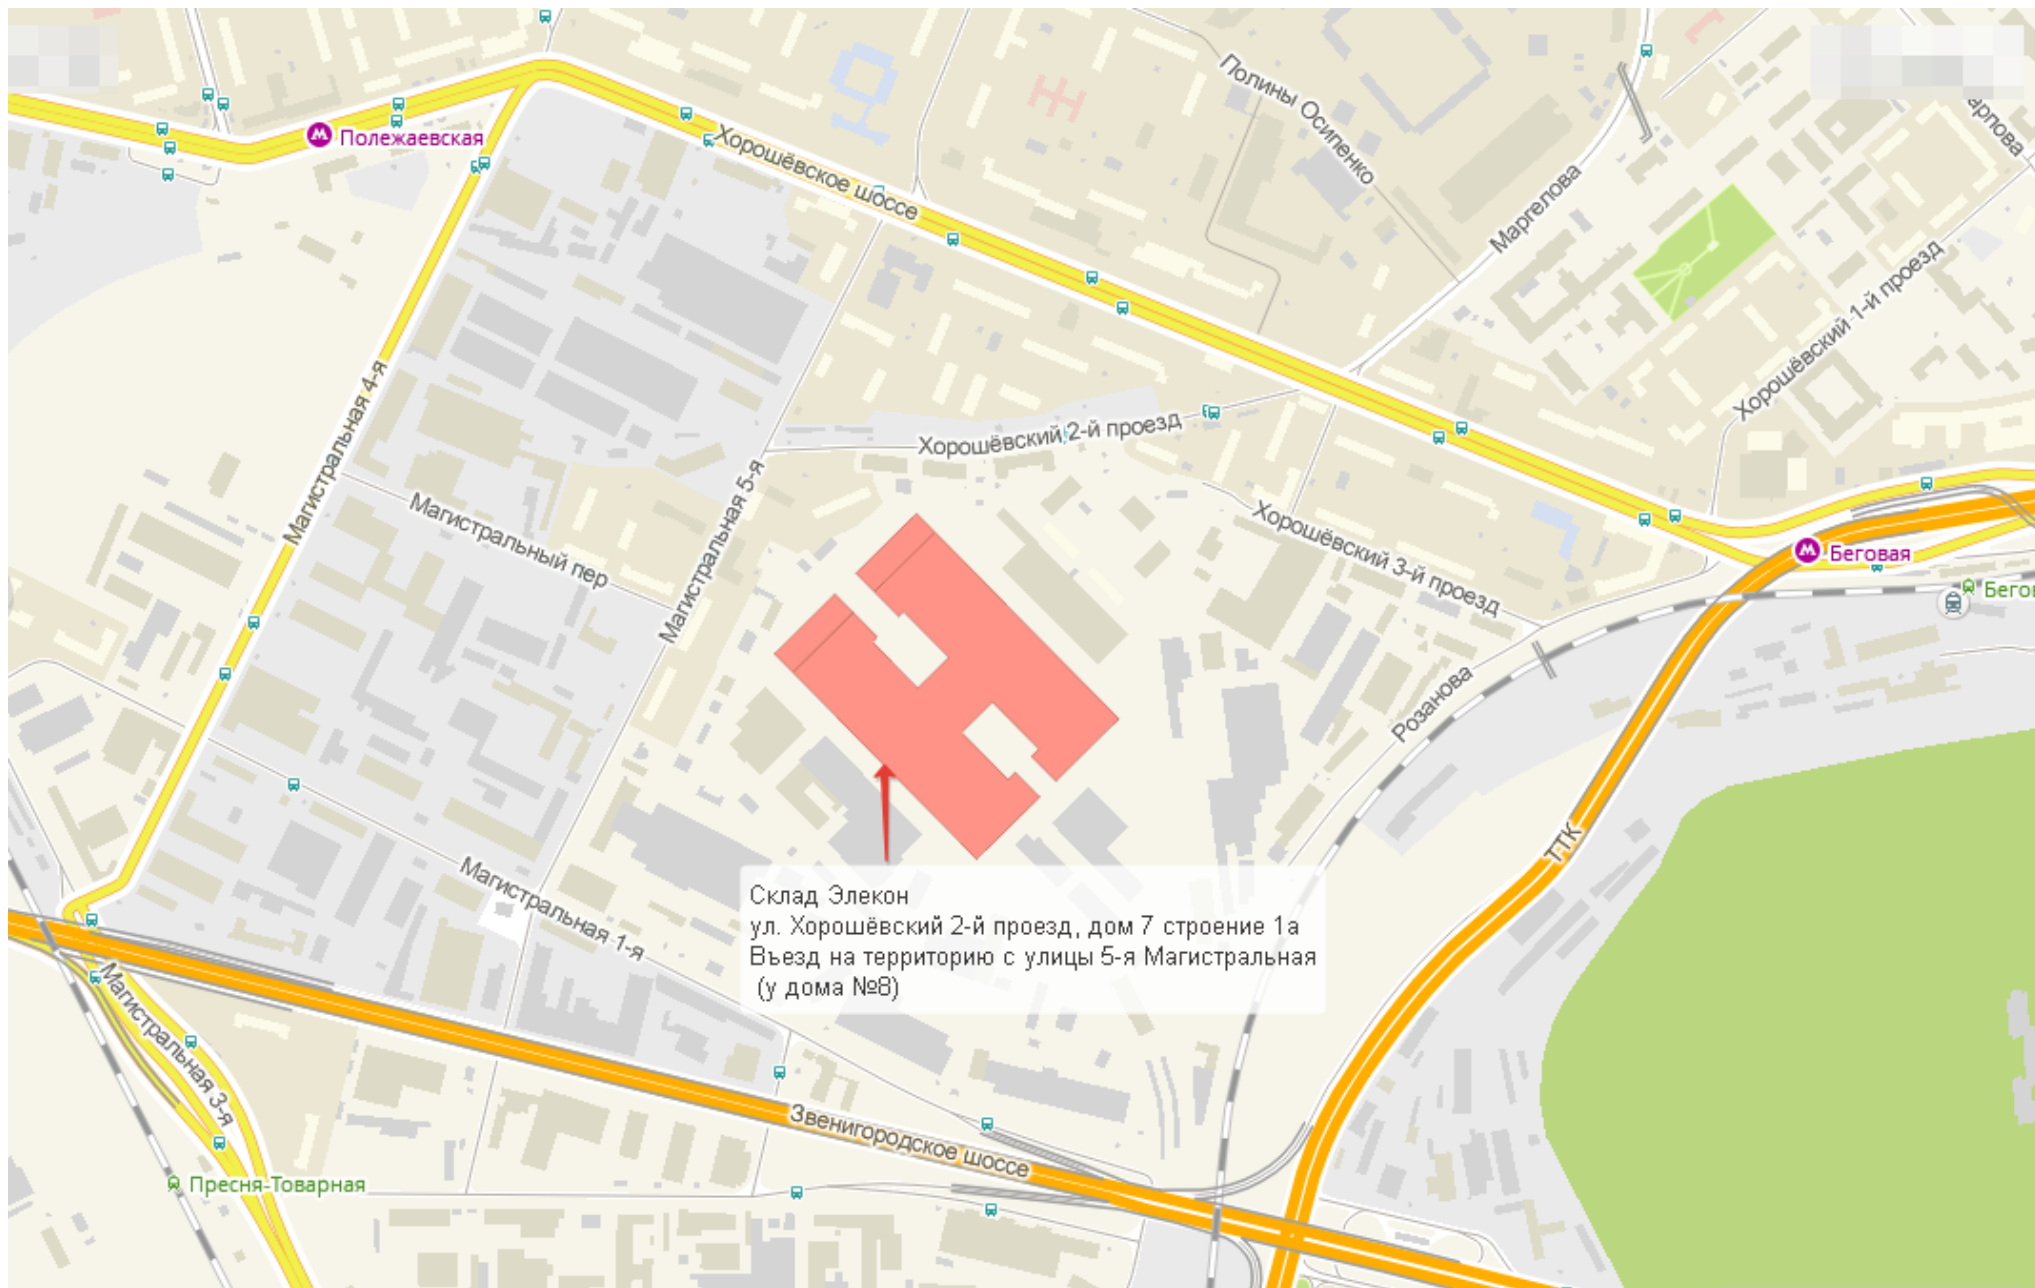 Полины Осипенко
арлова
Полежаевская
Хорошёвское шоссе
Маргелова
Хорошёвский 1-й проезд
Магистральная 4-я
Хорошёвский 2-й проезд
Магистральная 5-я
Магистральный пер
Хорошёвский 3-й проезд
Беговая
Бегов
Розанова
ТТК
Магистральная 1-я
Склад Элекон
ул. Хорошёвский 2-й проезд, дом 7 строение 1а
Въезд на территорию с улицы 5-я Магистральная
(у дома №8)
Магистральная 3-я
Звенигородское шоссе
Пресня-Товарная